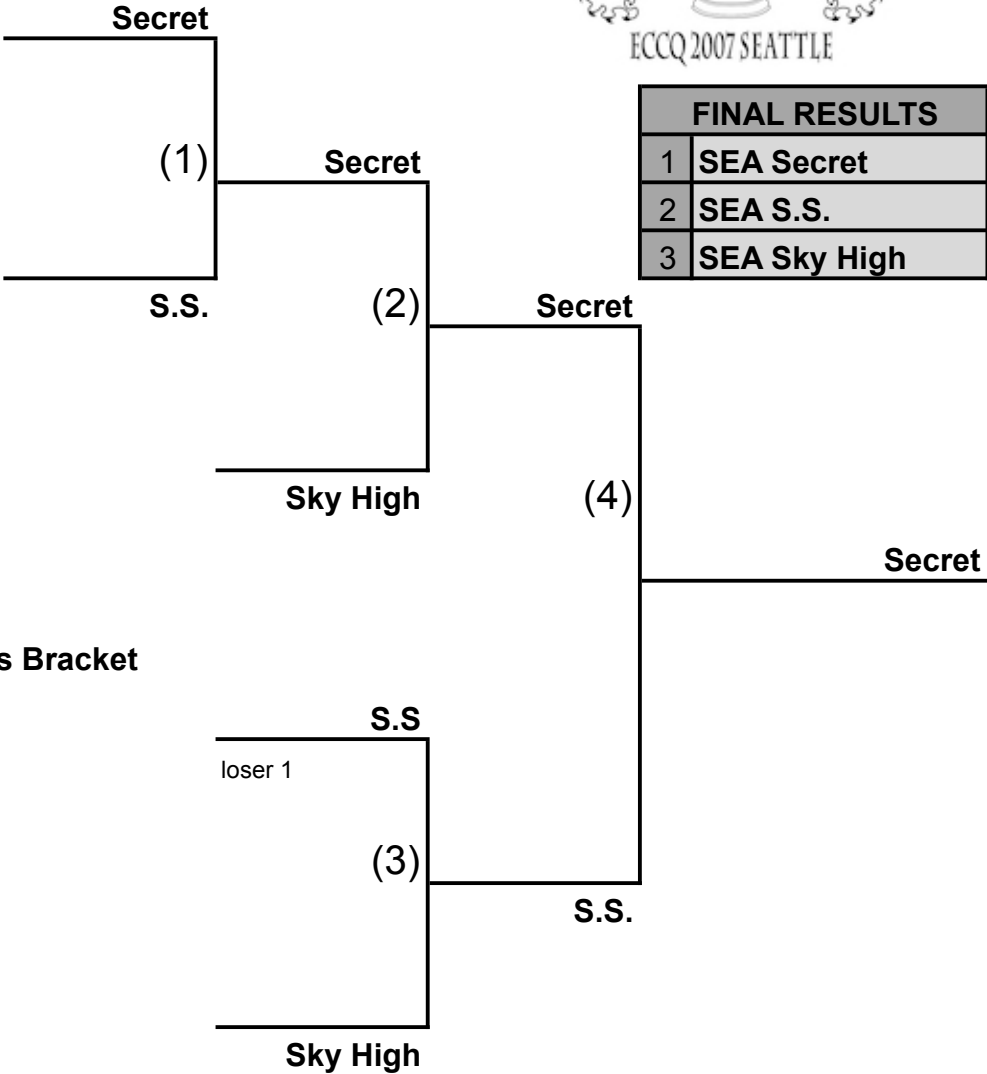 Secret
ECCQ 2007 SEATTLE
FINAL RESULTS
(1)
Secret
1 SEA Secret
2 SEA S.S.
3 SEA Sky High
S.S.
(2)
Secret
Sky High
(4)
Secret
s Bracket
S.S
loser 1
(3)
S.S.
Sky High